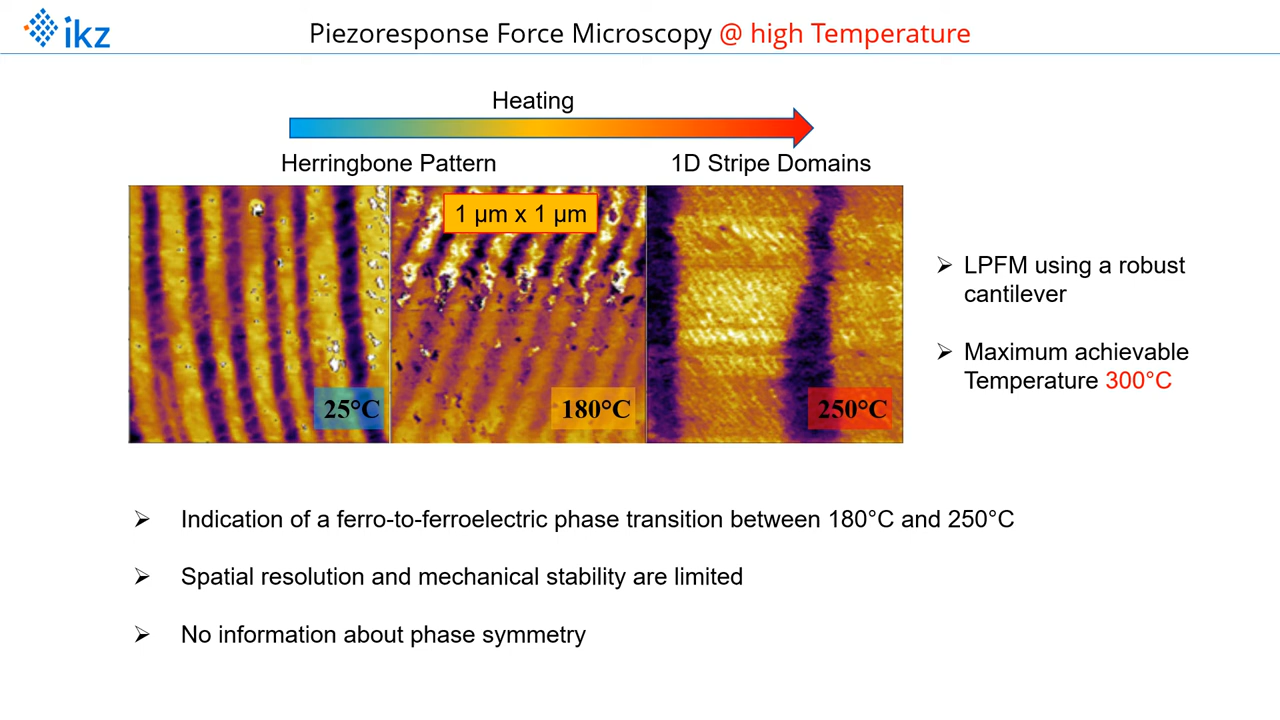 ikz
Piezoresponse Force Microscopy @ high Temperature
Heating
Herringbone Pattern
1D Stripe Domains
1 µm x 1 µm
25°C
180°C
250°C
➢ LPFM using a robust
cantilever
➢ Maximum achievable
Temperature 300°C
➢ Indication of a ferro-to-ferroelectric phase transition between 180°C and 250°C
➢ Spatial resolution and mechanical stability are limited
➢ No information about phase symmetry